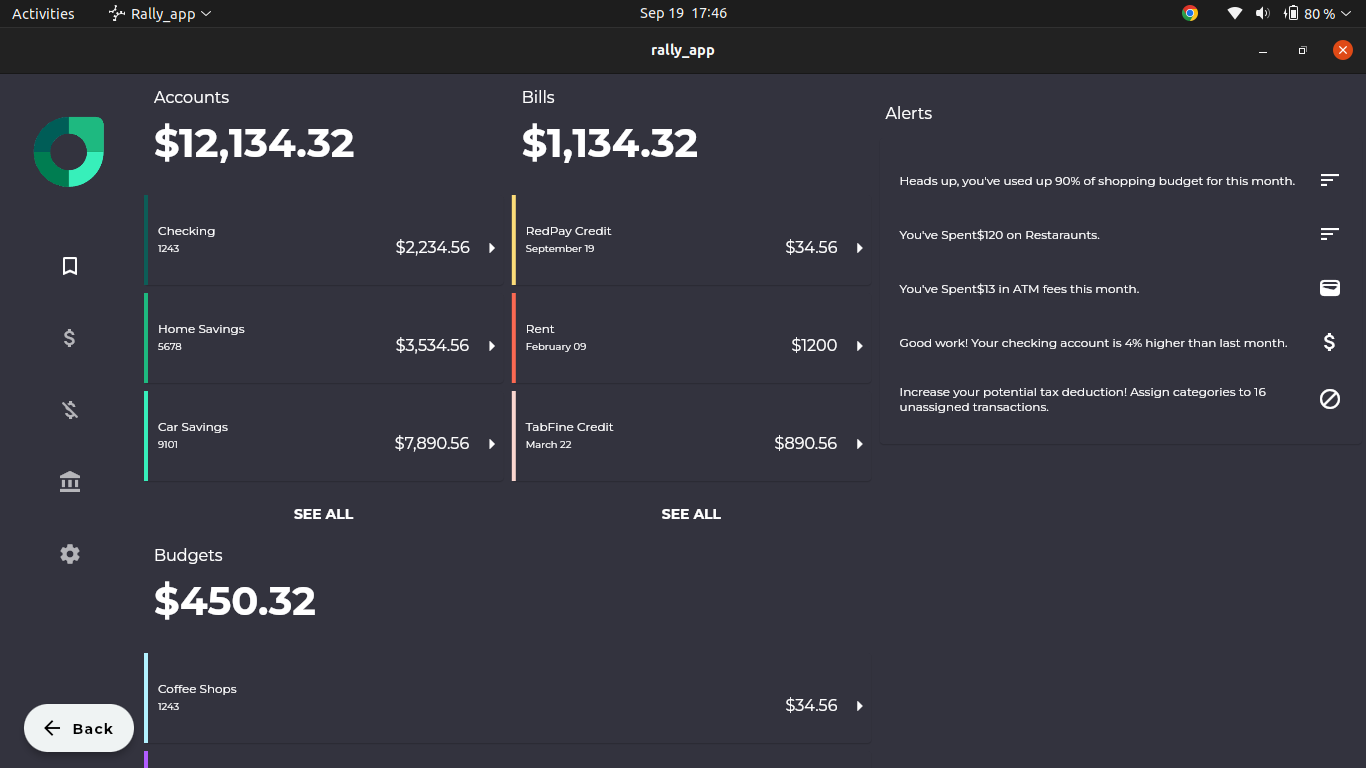 Activities
Rally_app
Sep 19 17:46
80 %
rally_app
Accounts
$12,134.32
Checking
1243
$2,234.56
Home Savings
5678
$3,534.56
Car Savings
9101
$7,890.56
SEE ALL
Bills
$1,134.32
RedPay Credit
September 19
$34.56
Rent
February 09
$1200
TabFine Credit
March 22
$890.56
SEE ALL
Alerts
Heads up, you've used up 90% of shopping budget for this month.
You've Spent$120 on Restaraunts.
You've Spent$13 in ATM fees this month.
Good work! Your checking account is 4% higher than last month.
Increase your potential tax deduction! Assign categories to 16
unassigned transactions.
Budgets
$450.32
Coffee Shops
1243
$34.56
Back